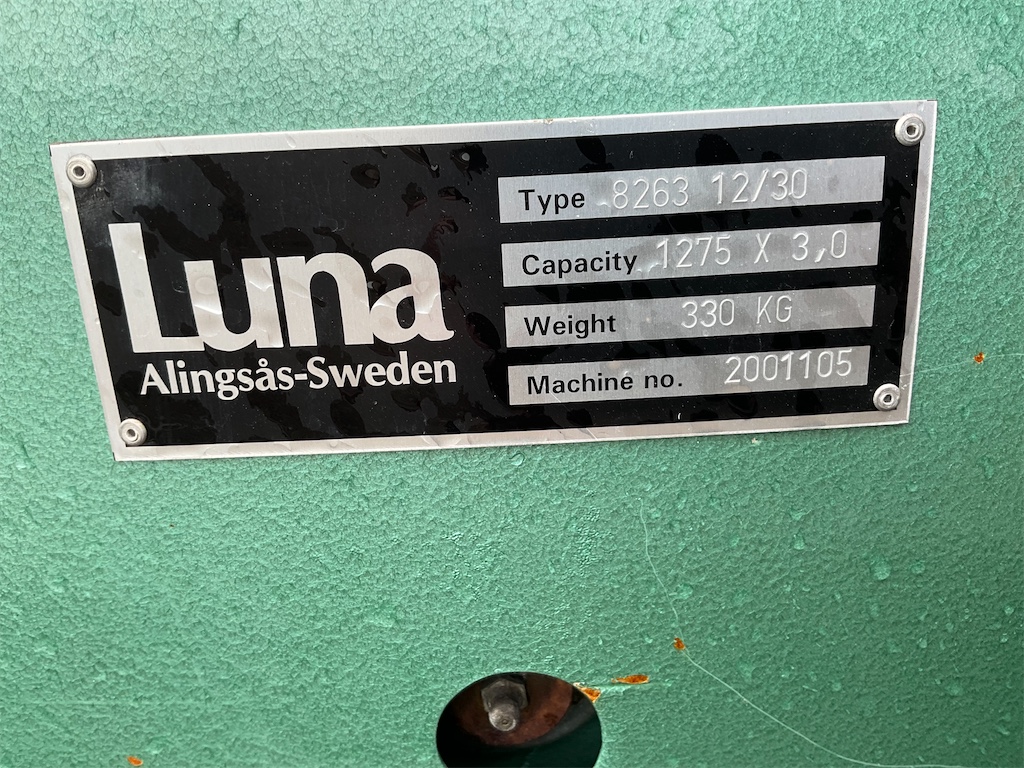 Luna
Alingsås-Sweden
Type 8263 12/30
Capacity 1275 X 3,0
Weight 330 KG
Machine no. 2001105